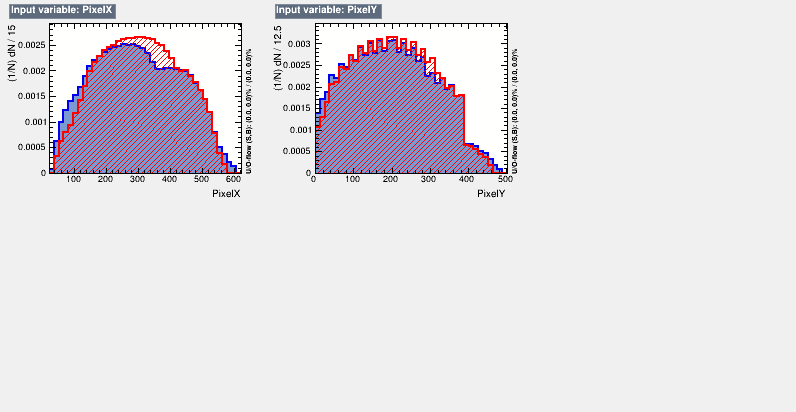 Input variable: PixelX
(1/N) dN / 15
0.0025
0.002
0.0015
0.001
0.0005
0
100 200 300 400 500 600
PixelX
U/O-flow (S,B): (0.0, 0.0)% / (0.0, 0.0)%
Input variable: PixelY
(1/N) dN / 12.5
0.003
0.0025
0.002
0.0015
0.001
0.0005
0
0 100 200 300 400 500
PixelY
U/O-flow (S,B): (0.0, 0.0)% / (0.0, 0.0)%